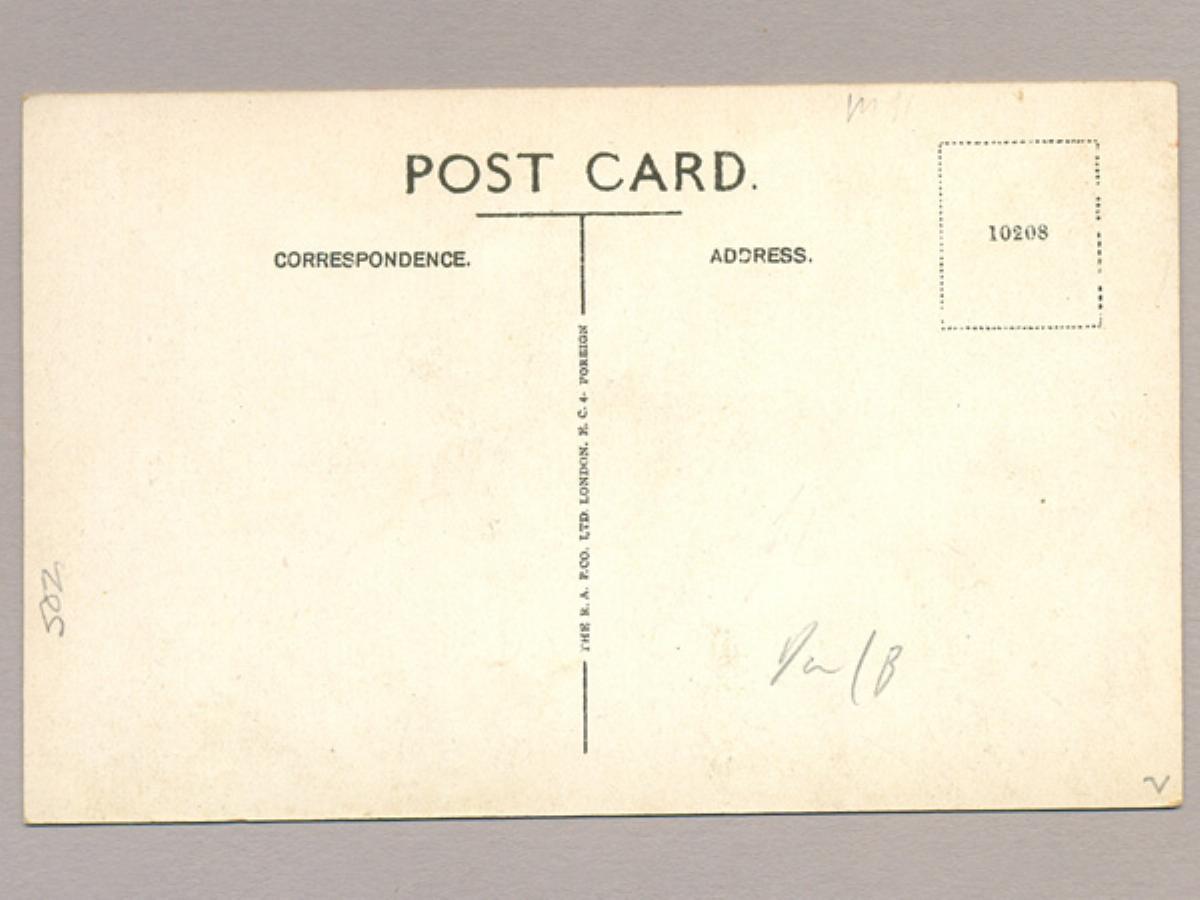 POST CARD.
CORRESPONDENCE.
ADDRESS.
10208
THE R. A. P. CO. LTD. LONDON. E. C. 4- FOREIGN
502